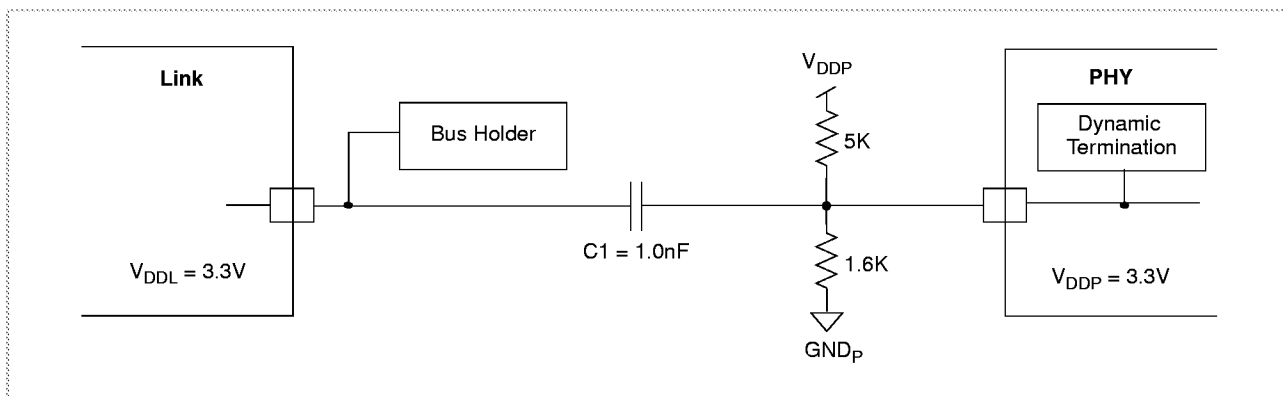 Link
Bus Holder
V_DDL = 3.3V
C1 = 1.0nF
V_DDP
5K
1.6K
GND_P
PHY
Dynamic
Termination
V_DDP = 3.3V